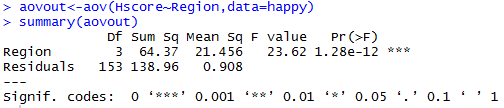 > aovout<-aov(Hscore~Region,data=happy)
> summary(aovout)
Df Sum Sq Mean Sq F value Pr(>F)
Region 3 64.37 21.456 23.62 1.28e-12 ***
Residuals 153 138.96 0.908
---
Signif. codes: 0 ‘***’ 0.001 ‘**’ 0.01 ‘*’ 0.05 ‘.’ 0.1 ‘ ’ 1